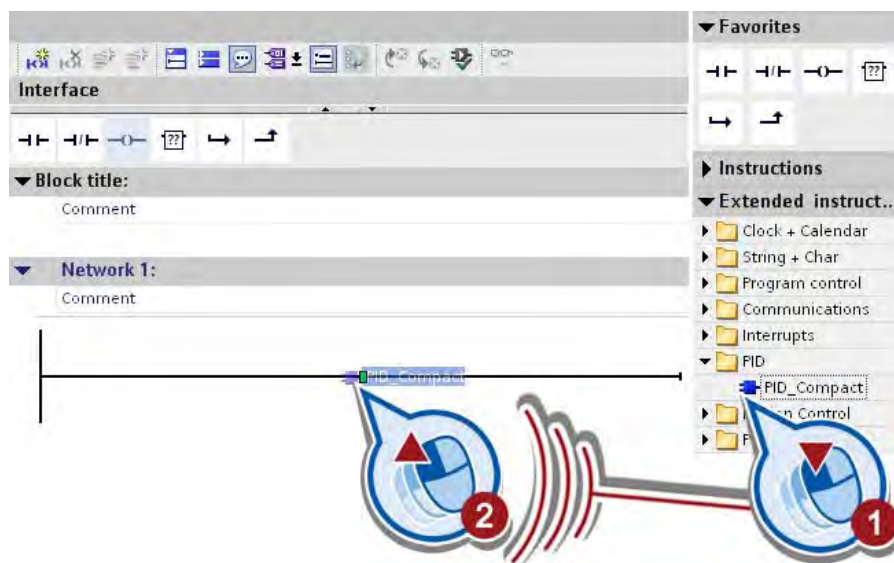 Interface
??
Block title:
Comment
Network 1:
Comment
PID_Compact
2
Favorites
??
Instructions
Extended instruct..
Clock + Calendar
String + Char
Program control
Communications
Interrupts
PID
PID_Compact
Control
1